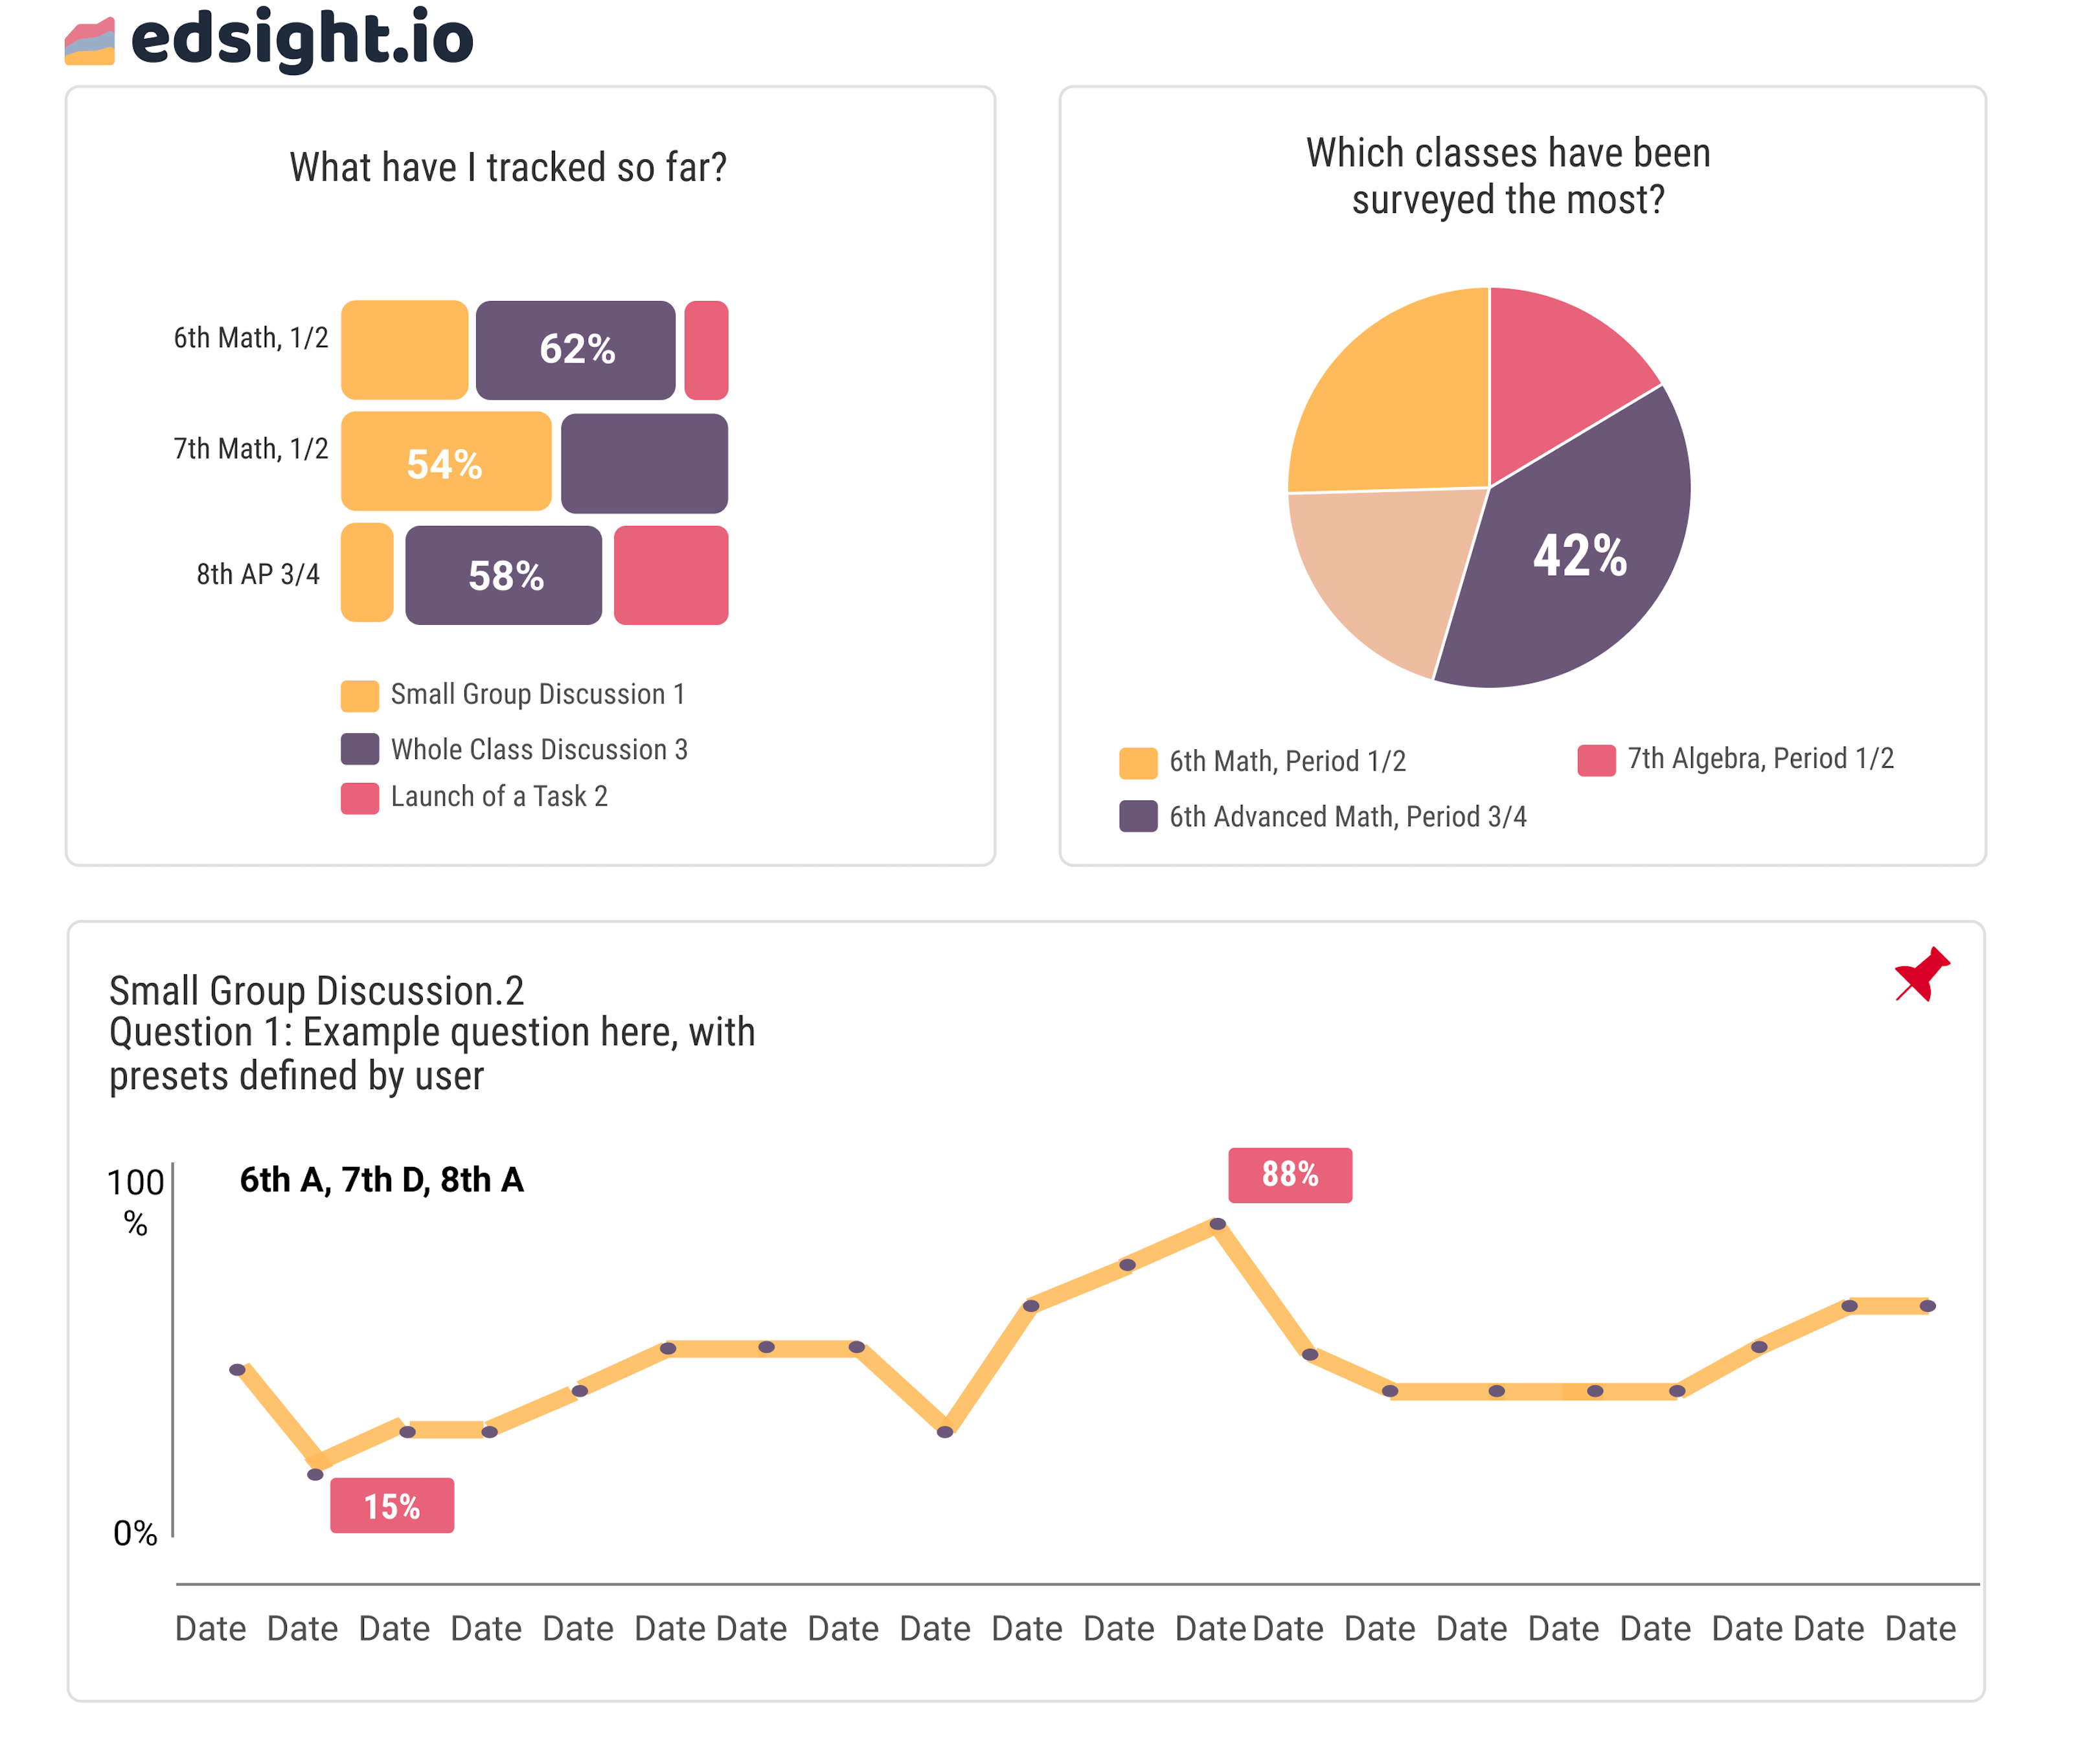 edsight.io
What have I tracked so far?
6th Math, 1/2
62%
7th Math, 1/2
54%
8th AP 3/4
58%
Small Group Discussion 1
Whole Class Discussion 3
Launch of a Task 2
Which classes have been
surveyed the most?
42%
6th Math, Period 1/2
7th Algebra, Period 1/2
6th Advanced Math, Period 3/4
Small Group Discussion.2
Question 1: Example question here, with
presets defined by user
100
%
6th A, 7th D, 8th A
88%
15%
0%
Date Date Date Date Date Date Date Date Date Date Date Date Date Date Date Date Date Date Date Date